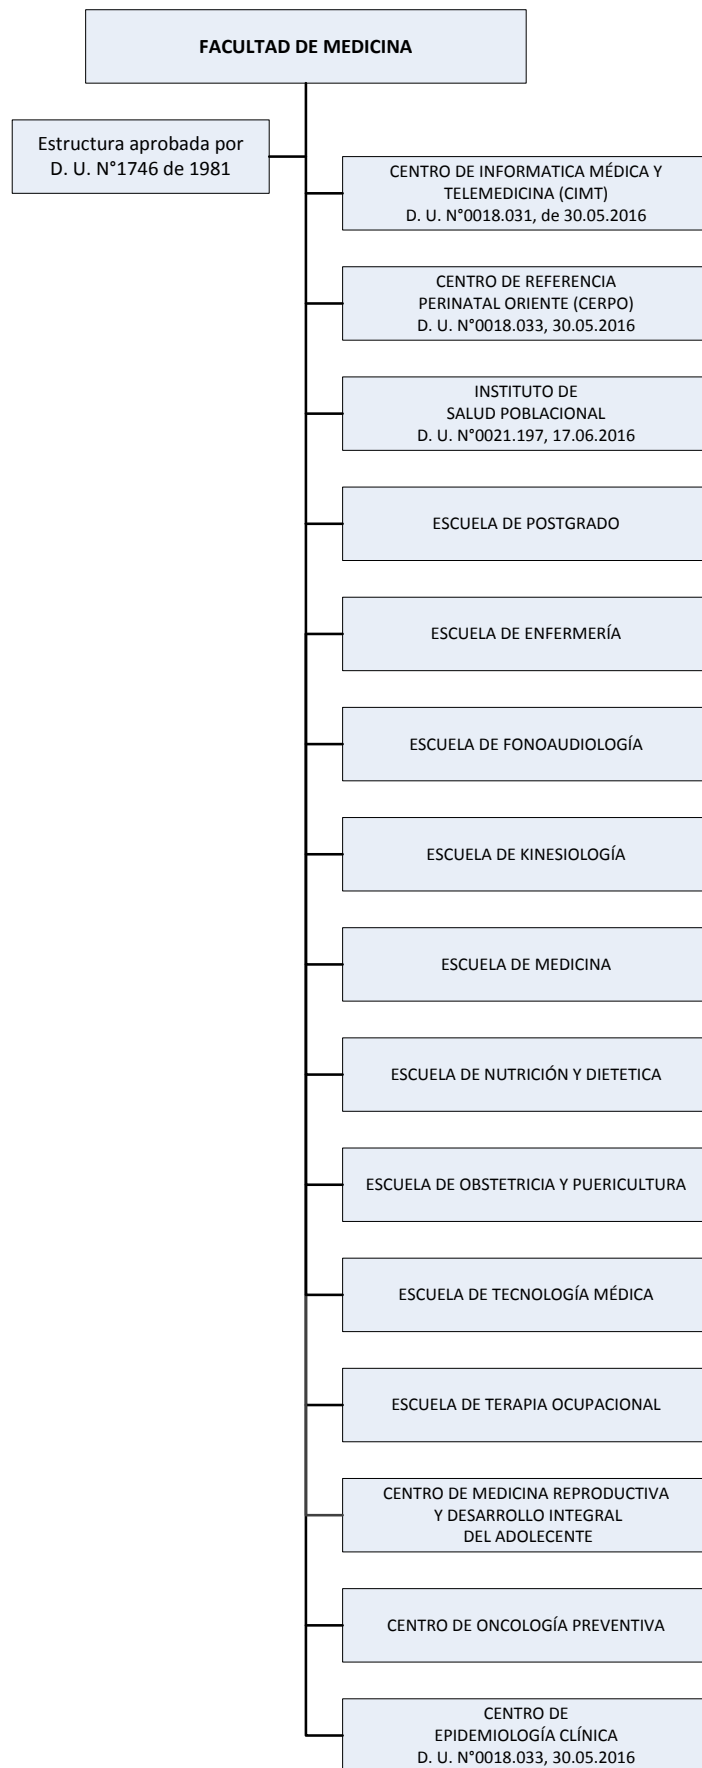 FACULTAD DE MEDICINA
Estructura aprobada por
D. U. N°1746 de 1981
CENTRO DE INFORMATICA MÉDICA Y
TELEMEDICINA (CIMT)
D. U. N°0018.031, de 30.05.2016
CENTRO DE REFERENCIA
PERINATAL ORIENTE (CERPO)
D. U. N°0018.033, 30.05.2016
INSTITUTO DE
SALUD POBLACIONAL
D. U. N°0021.197, 17.06.2016
ESCUELA DE POSTGRADO
ESCUELA DE ENFERMERÍA
ESCUELA DE FONOAUDIOLOGÍA
ESCUELA DE KINESIOLOGÍA
ESCUELA DE MEDICINA
ESCUELA DE NUTRICIÓN Y DIETETICA
ESCUELA DE OBSTETRICIA Y PUERICULTURA
ESCUELA DE TECNOLOGÍA MÉDICA
ESCUELA DE TERAPIA OCUPACIONAL
CENTRO DE MEDICINA REPRODUCTIVA
Y DESARROLLO INTEGRAL
DEL ADOLECENTE
CENTRO DE ONCOLOGÍA PREVENTIVA
CENTRO DE
EPIDEMIOLOGÍA CLÍNICA
D. U. N°0018.033, 30.05.2016